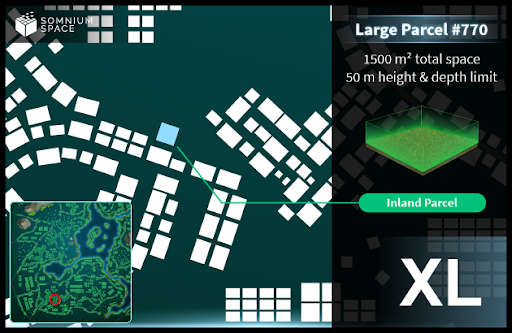 SOMNIUM
SPACE
Large Parcel #770
1500 m² total space
50 m height & depth limit
Inland Parcel
XL